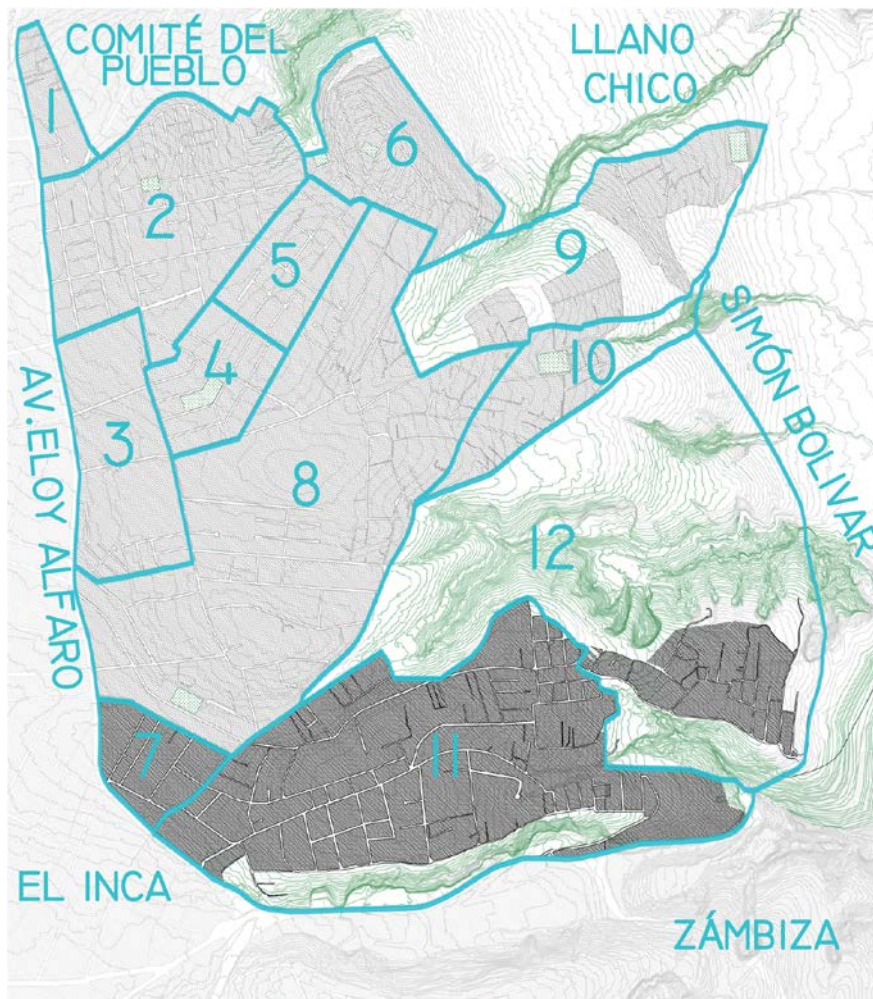 COMITÉ DEL
PUEBLO
LLANO
CHICO
1
6
2
5
9
SIMÓN BOLIVAR
4
10
AV.ELOY ALFARO
3
8
12
7
11
EL INCA
ZÁMBIZA